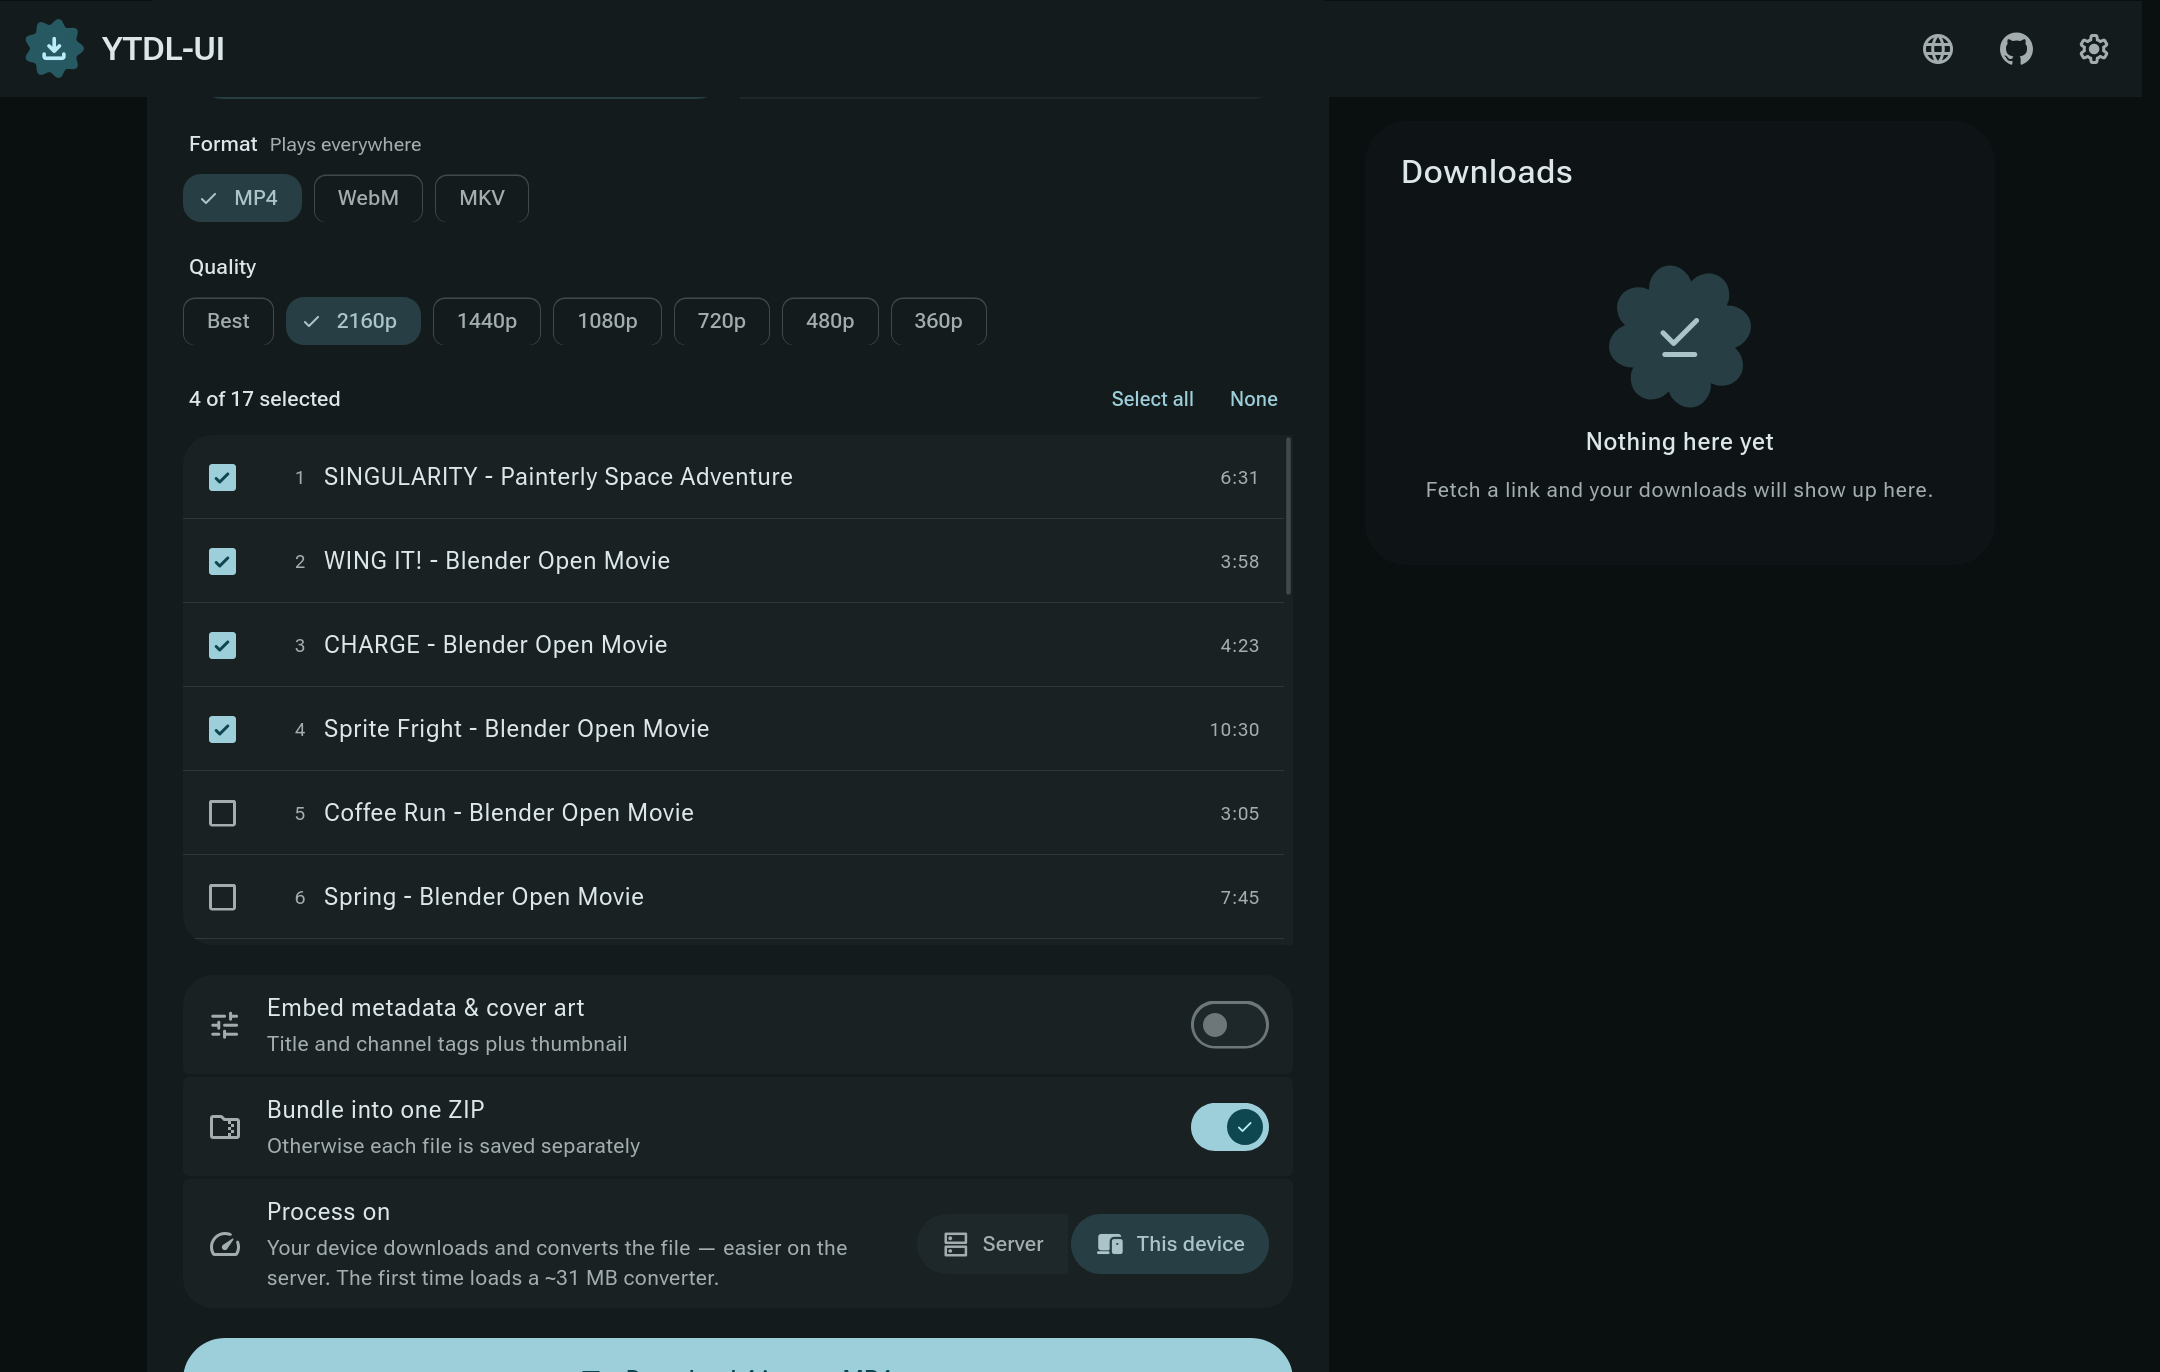 YTDL-UI
Format Plays everywhere
MP4 WebM MKV
Quality
Best 2160p 1440p 1080p 720p 480p 360p
4 of 17 selected Select all None
1 SINGULARITY - Painterly Space Adventure 6:31
2 WING IT! - Blender Open Movie 3:58
3 CHARGE - Blender Open Movie 4:23
4 Sprite Fright - Blender Open Movie 10:30
5 Coffee Run - Blender Open Movie 3:05
6 Spring - Blender Open Movie 7:45
Embed metadata & cover art
Title and channel tags plus thumbnail
Bundle into one ZIP
Otherwise each file is saved separately
Process on
Your device downloads and converts the file — easier on the
server. The first time loads a ~31 MB converter.
Server This device
Downloads
Nothing here yet
Fetch a link and your downloads will show up here.